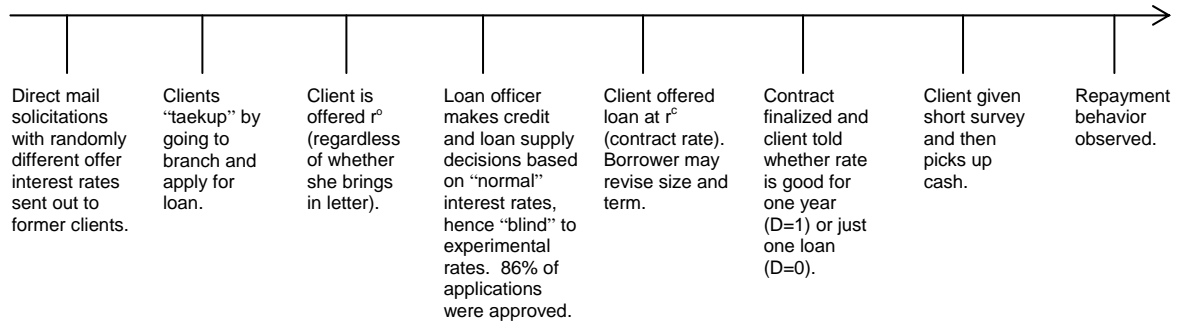 Direct mail
solicitations
with randomly
different offer
interest rates
sent out to
former clients.
Clients
“taekup” by
going to
branch and
apply for
loan.
Client is
offered rº
(regardless
of whether
she brings
in letter).
Loan officer
makes credit
and loan supply
decisions based
on “normal”
interest rates,
hence “blind” to
experimental
rates. 86% of
applications
were approved.
Client offered
loan at rᶜ
(contract rate).
Borrower may
revise size and
term.
Contract
finalized and
client told
whether rate
is good for
one year
(D=1) or just
one loan
(D=0).
Client given
short survey
and then
picks up
cash.
Repayment
behavior
observed.